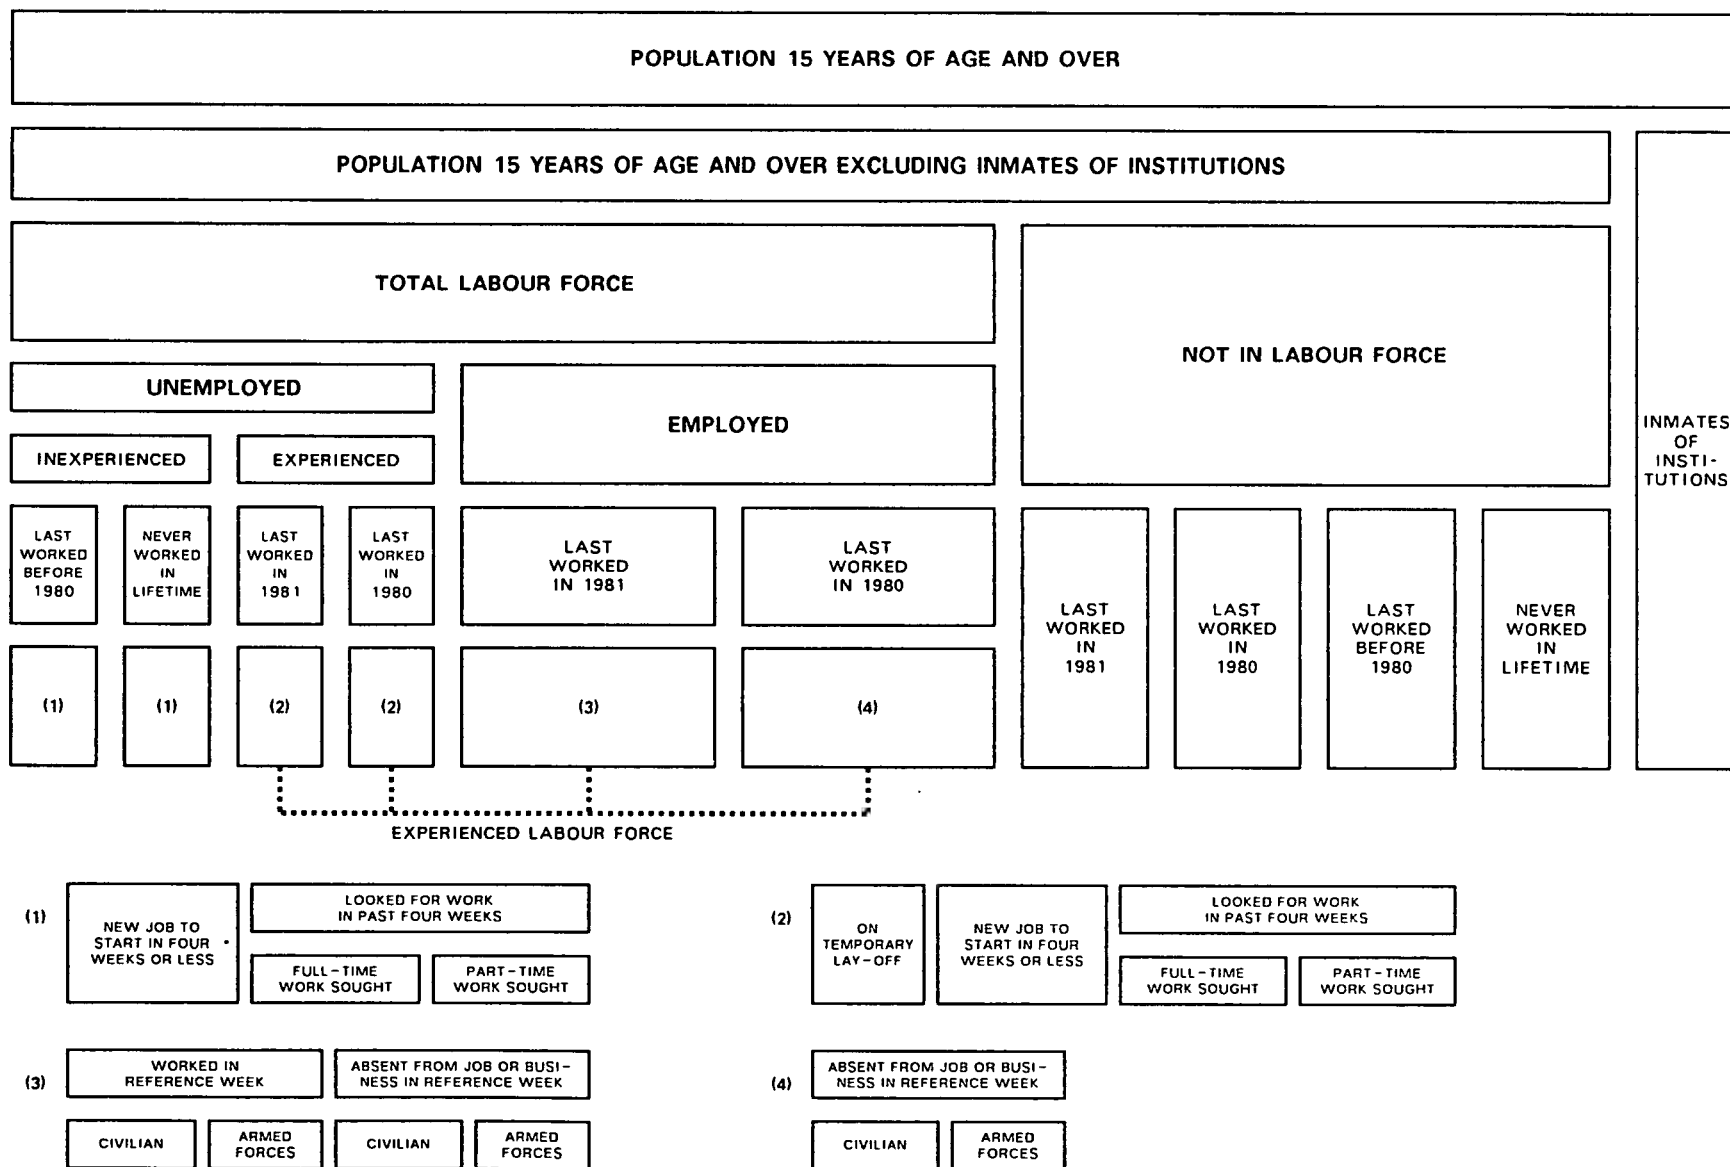 POPULATION 15 YEARS OF AGE AND OVER
POPULATION 15 YEARS OF AGE AND OVER EXCLUDING INMATES OF INSTITUTIONS
TOTAL LABOUR FORCE
NOT IN LABOUR FORCE
INMATES
OF
INSTI-
TUTIONS
UNEMPLOYED
EMPLOYED
INEXPERIENCED
EXPERIENCED
LAST
WORKED
BEFORE
1980
NEVER
WORKED
IN
LIFETIME
LAST
WORKED
IN
1981
LAST
WORKED
IN
1980
LAST
WORKED
IN 1981
LAST
WORKED
IN 1980
LAST
WORKED
IN
1981
LAST
WORKED
IN
1980
LAST
WORKED
BEFORE
1980
NEVER
WORKED
IN
LIFETIME
(1)
(1)
(2)
(2)
(3)
(4)
EXPERIENCED LABOUR FORCE
(1)
NEW JOB TO
START IN FOUR
WEEKS OR LESS
LOOKED FOR WORK
IN PAST FOUR WEEKS
FULL-TIME
WORK SOUGHT
PART-TIME
WORK SOUGHT
(2)
ON
TEMPORARY
LAY-OFF
NEW JOB TO
START IN FOUR
WEEKS OR LESS
LOOKED FOR WORK
IN PAST FOUR WEEKS
FULL-TIME
WORK SOUGHT
PART-TIME
WORK SOUGHT
(3)
WORKED IN
REFERENCE WEEK
ABSENT FROM JOB OR BUSI-
NESS IN REFERENCE WEEK
CIVILIAN
ARMED
FORCES
CIVILIAN
ARMED
FORCES
(4)
ABSENT FROM JOB OR BUSI-
NESS IN REFERENCE WEEK
CIVILIAN
ARMED
FORCES